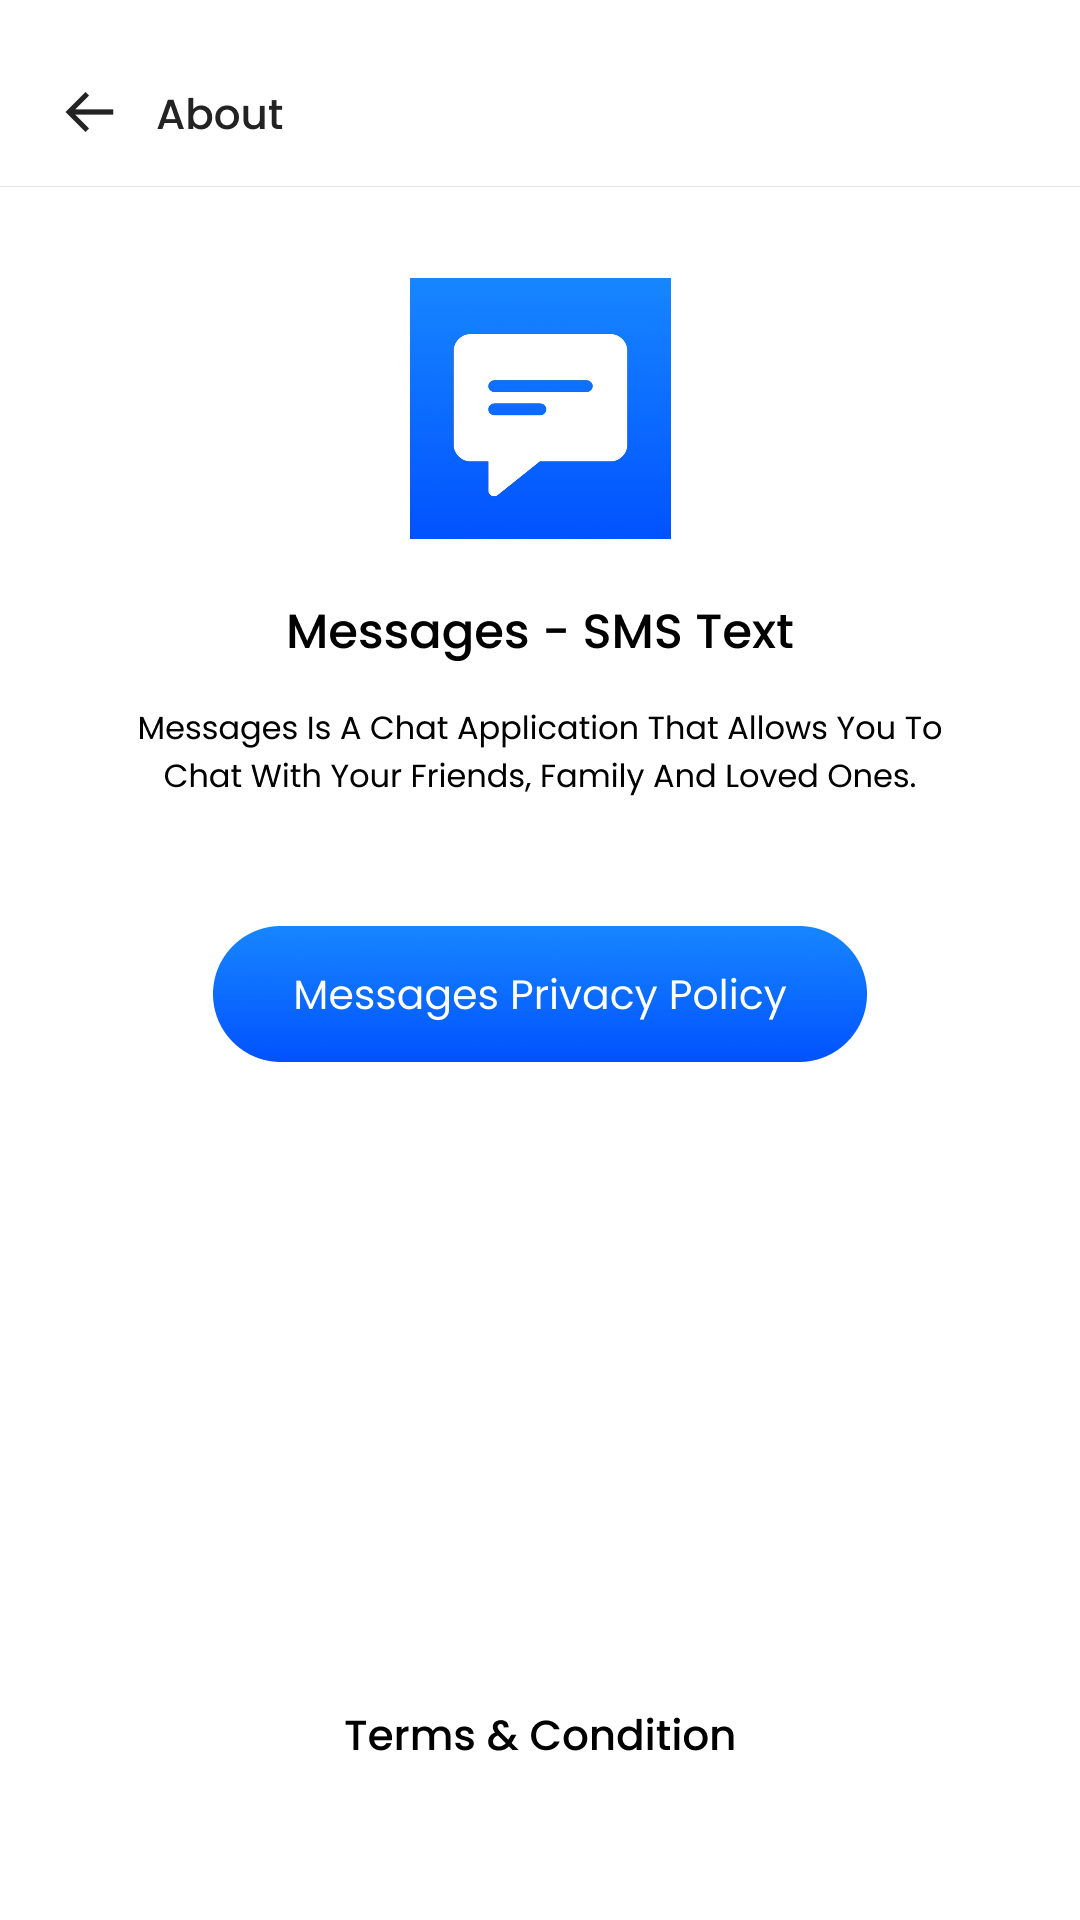 About
Messages - SMS Text
Messages Is A Chat Application That Allows You To
Chat With Your Friends, Family And Loved Ones.
Messages Privacy Policy
Terms & Condition